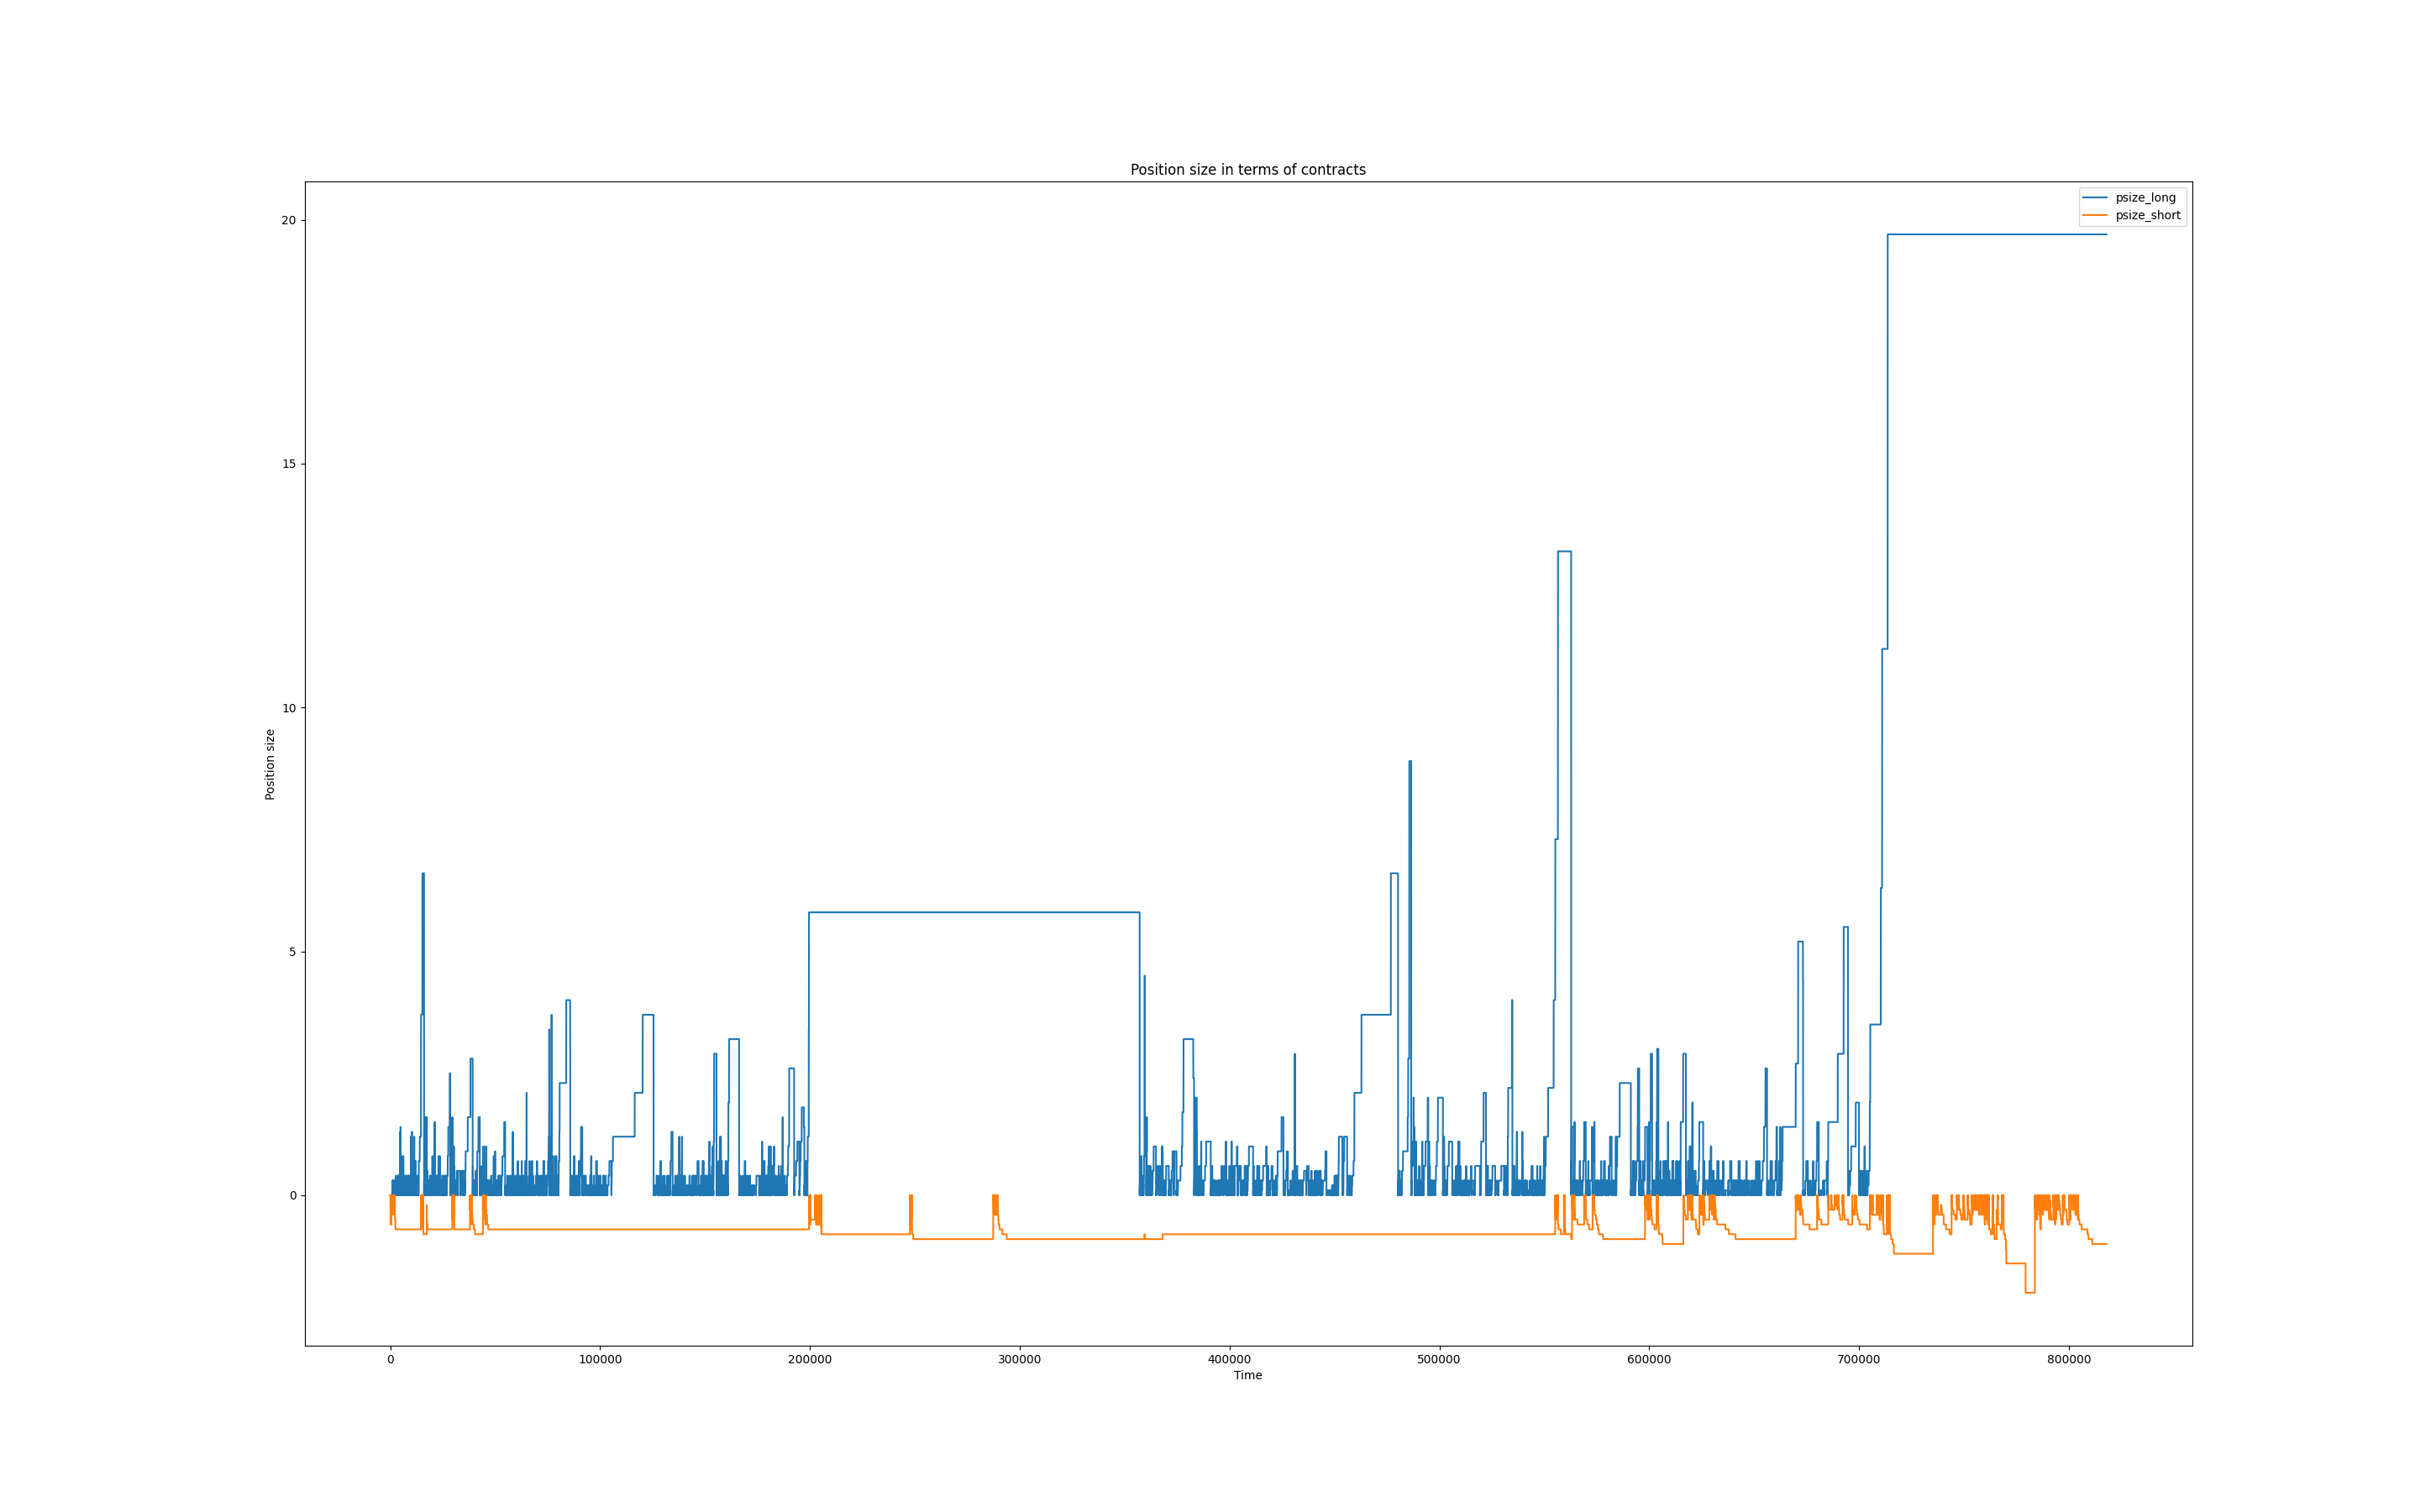 Position size in terms of contracts
psize_long
psize_short
20
15
10
5
0
Position size
0 100000 200000 300000 400000 500000 600000 700000 800000
Time